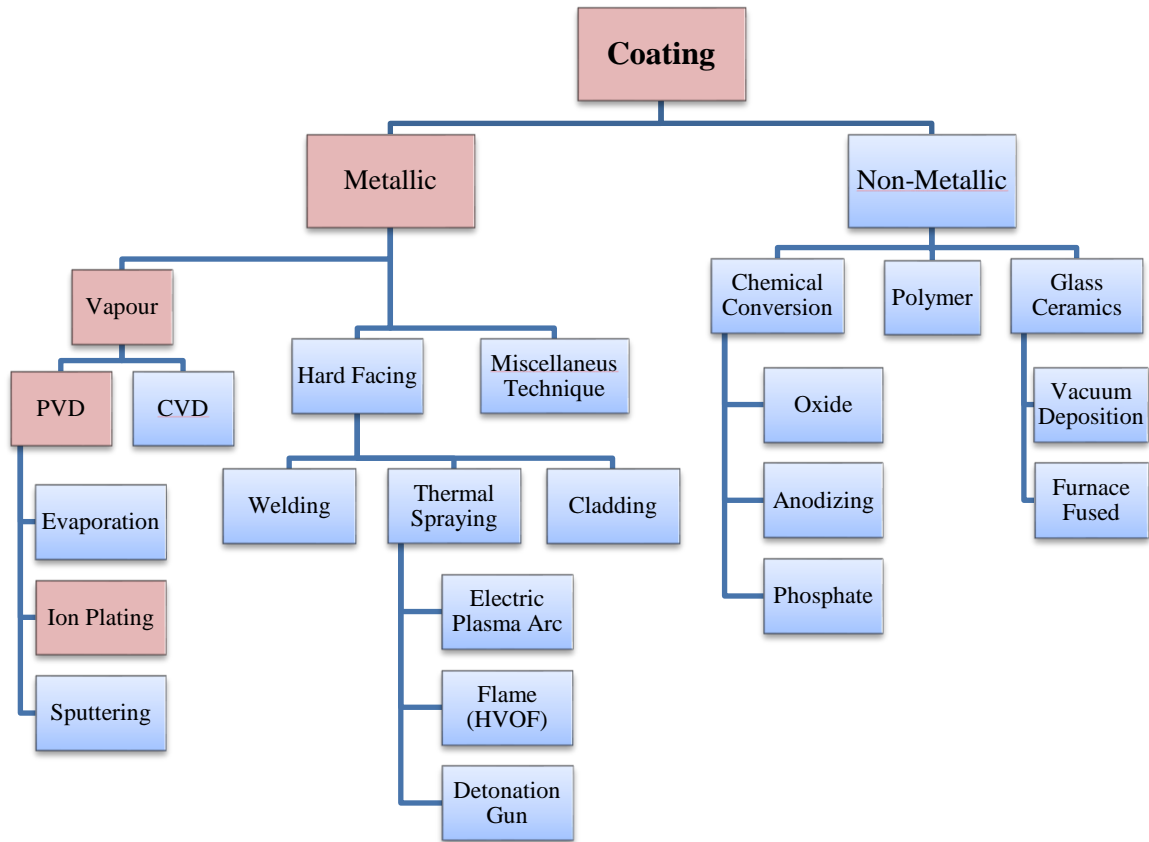 Coating
Metallic
Non-Metallic
Vapour
Chemical
Conversion
Polymer
Glass
Ceramics
Hard Facing
Miscellaneus
Technique
PVD
CVD
Oxide
Vacuum
Deposition
Welding
Thermal
Spraying
Cladding
Evaporation
Anodizing
Furnace
Fused
Ion Plating
Electric
Plasma Arc
Phosphate
Sputtering
Flame
(HVOF)
Detonation
Gun